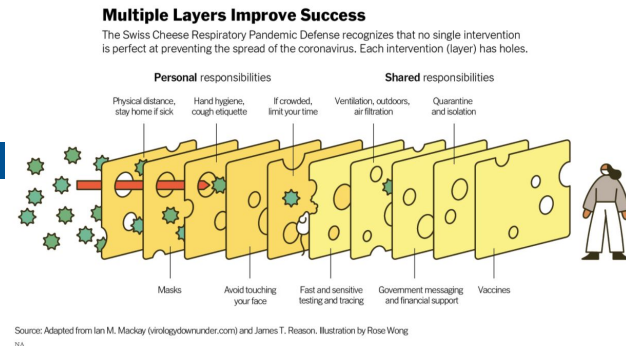 Multiple Layers Improve Success
The Swiss Cheese Respiratory Pandemic Defense recognizes that no single intervention
is perfect at preventing the spread of the coronavirus. Each intervention (layer) has holes.
Personal responsibilities
Shared responsibilities
Physical distance,
stay home if sick
Hand hygiene,
cough etiquette
If crowded,
limit your time
Ventilation, outdoors,
air filtration
Quarantine
and isolation
Masks
Avoid touching
your face
Fast and sensitive
testing and tracing
Government messaging
and financial support
Vaccines
Source: Adapted from Ian M. Mackay (virologydownunder.com) and James T. Reason. Illustration by Rose Wong
NA